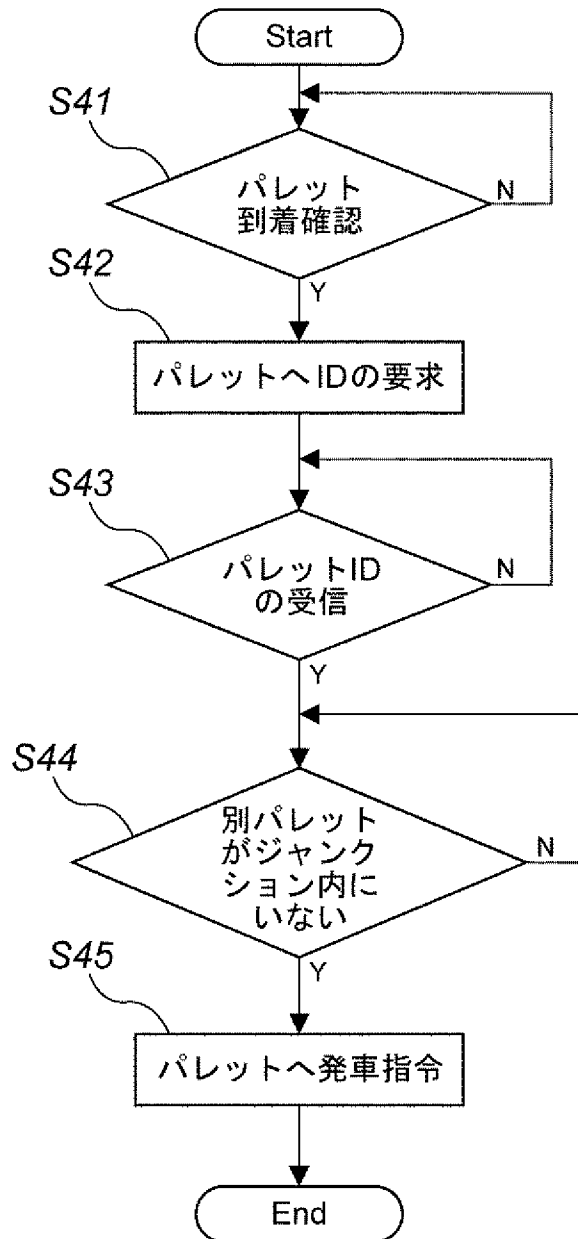 Start
S41
パレット
到着確認
N
Y
S42
パレットへIDの要求
S43
パレットID
の受信
N
Y
S44
別パレット
がジャンク
ション内に
いない
N
Y
S45
パレットへ発車指令
End